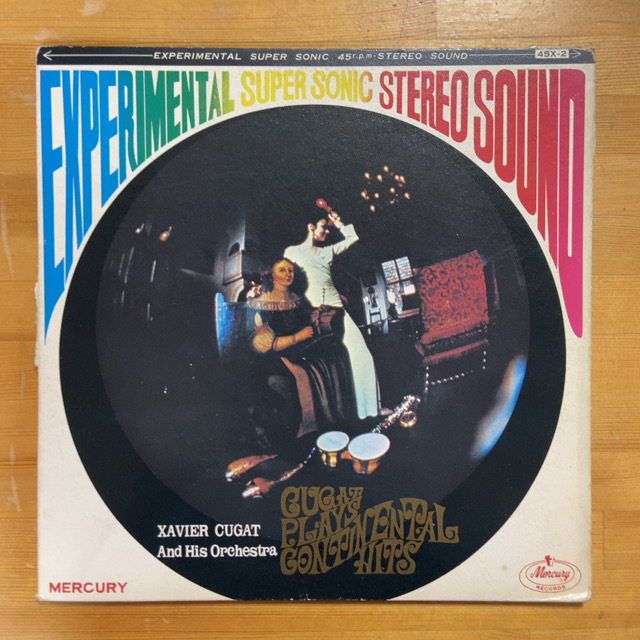 EXPERIMENTAL SUPER SONIC 45r.p.m STEREO SOUND
45X-2
EXPERIMENTAL SUPER SONIC STEREO SOUND
CUGAT
PLAYS
CONTINENTAL
HITS
XAVIER CUGAT
And His Orchestra
MERCURY
Mercury
RECORDS